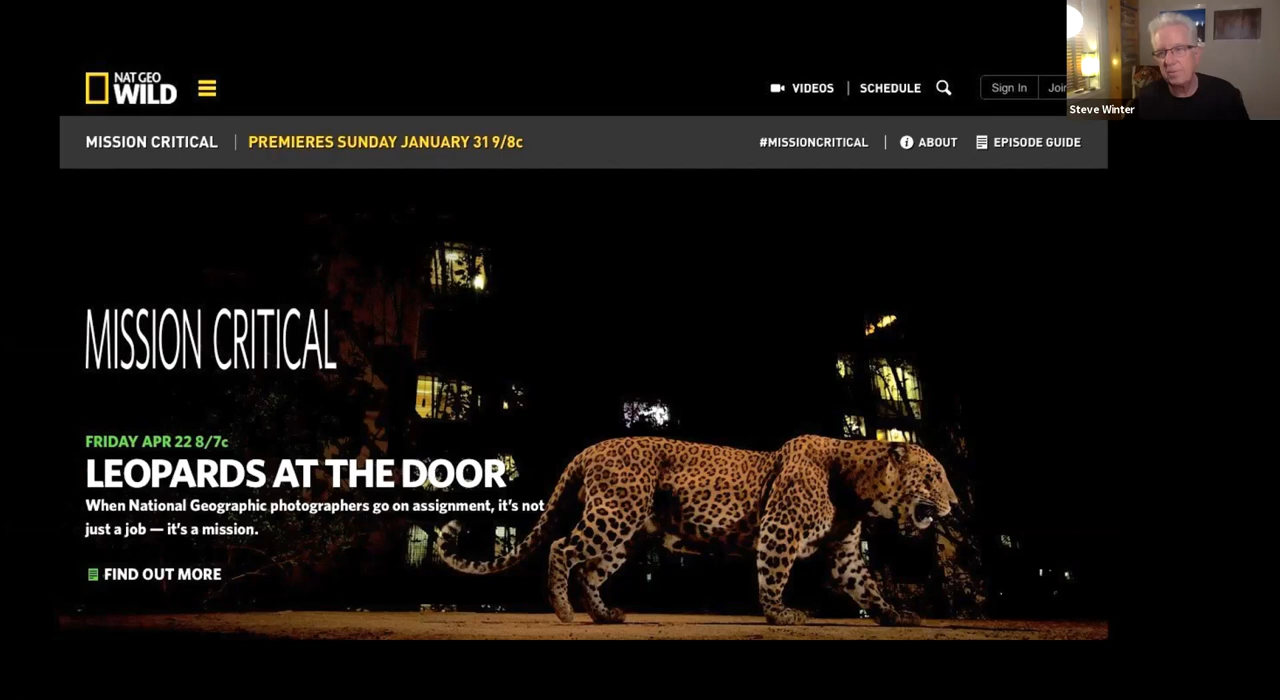 NAT GEO
WILD
VIDEOS
SCHEDULE
Sign In
Steve Winter
MISSION CRITICAL
PREMIERES SUNDAY JANUARY 31 9/8c
#MISSIONCRITICAL
ABOUT
EPISODE GUIDE
MISSION CRITICAL
FRIDAY APR 22 8/7c
LEOPARDS AT THE DOOR
When National Geographic photographers go on assignment, it's not
just a job — it's a mission.
FIND OUT MORE